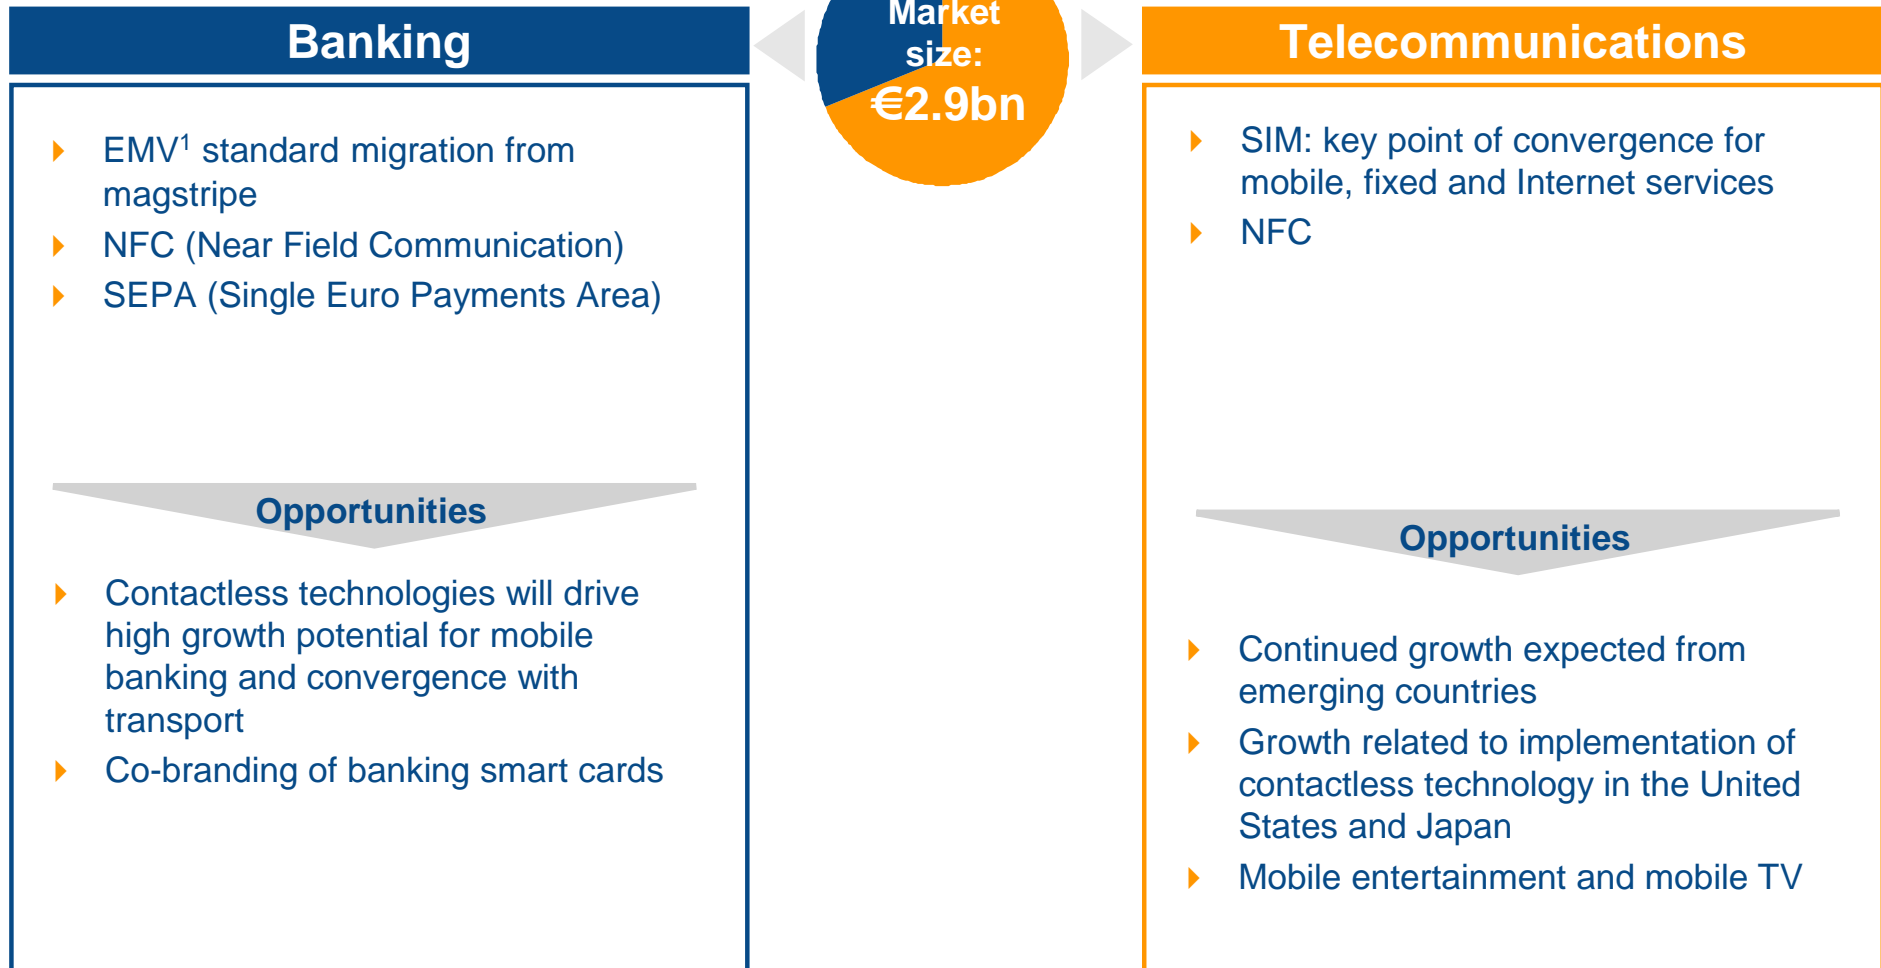 Banking
EMV¹ standard migration from
magstripe
NFC (Near Field Communication)
SEPA (Single Euro Payments Area)
Opportunities
Contactless technologies will drive
high growth potential for mobile
banking and convergence with
transport
Co-branding of banking smart cards
Market
size:
€2.9bn
Telecommunications
SIM: key point of convergence for
mobile, fixed and Internet services
NFC
Opportunities
Continued growth expected from
emerging countries
Growth related to implementation of
contactless technology in the United
States and Japan
Mobile entertainment and mobile TV